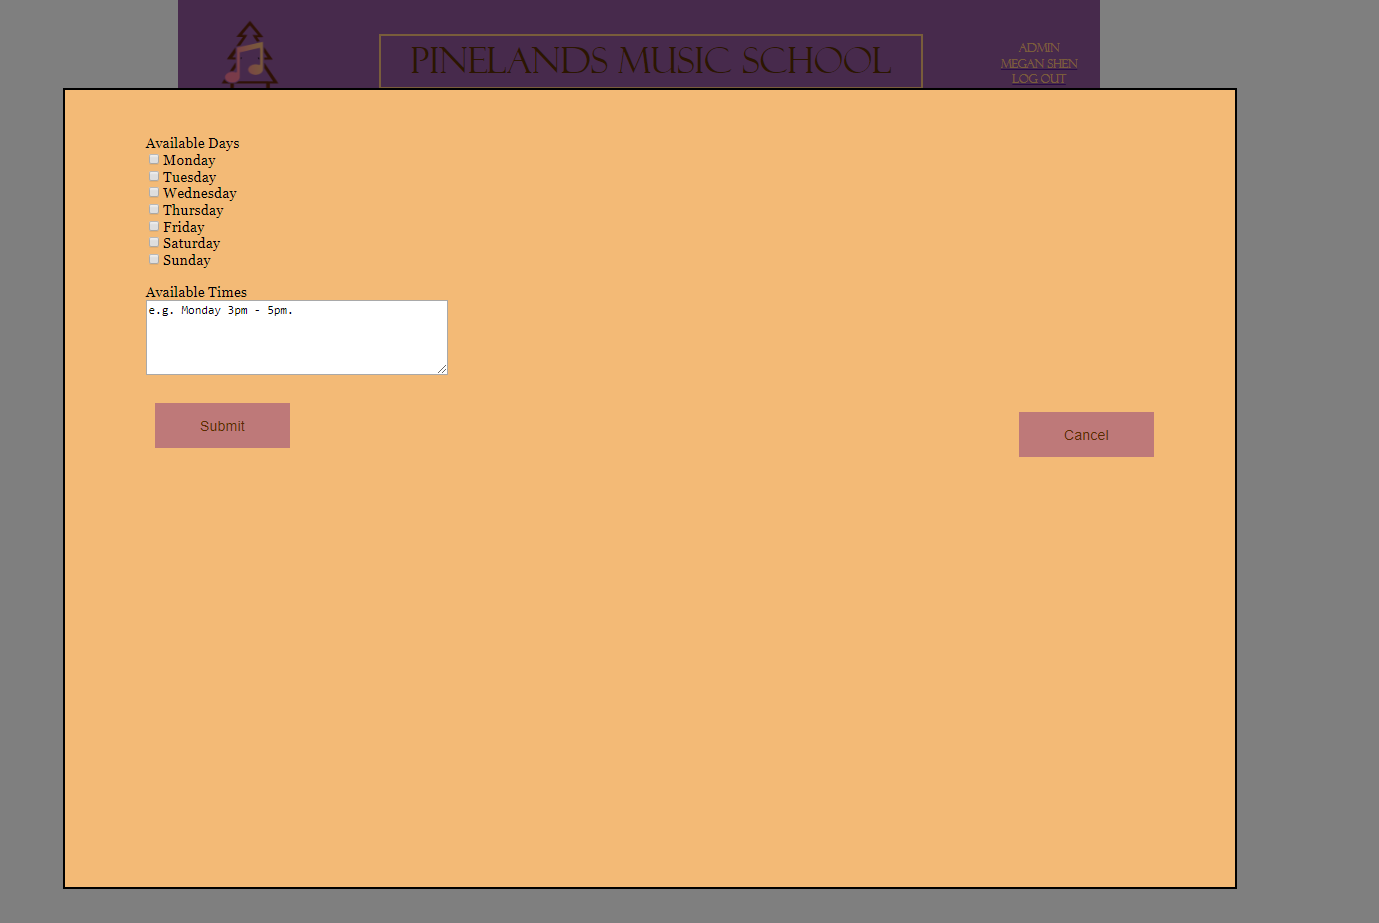 PINELANDS MUSIC SCHOOL
ADMIN
MEGAN SHEN
LOG OUT
Available Days
Monday
Tuesday
Wednesday
Thursday
Friday
Saturday
Sunday
Available Times
e.g. Monday 3pm - 5pm.
Submit
Cancel